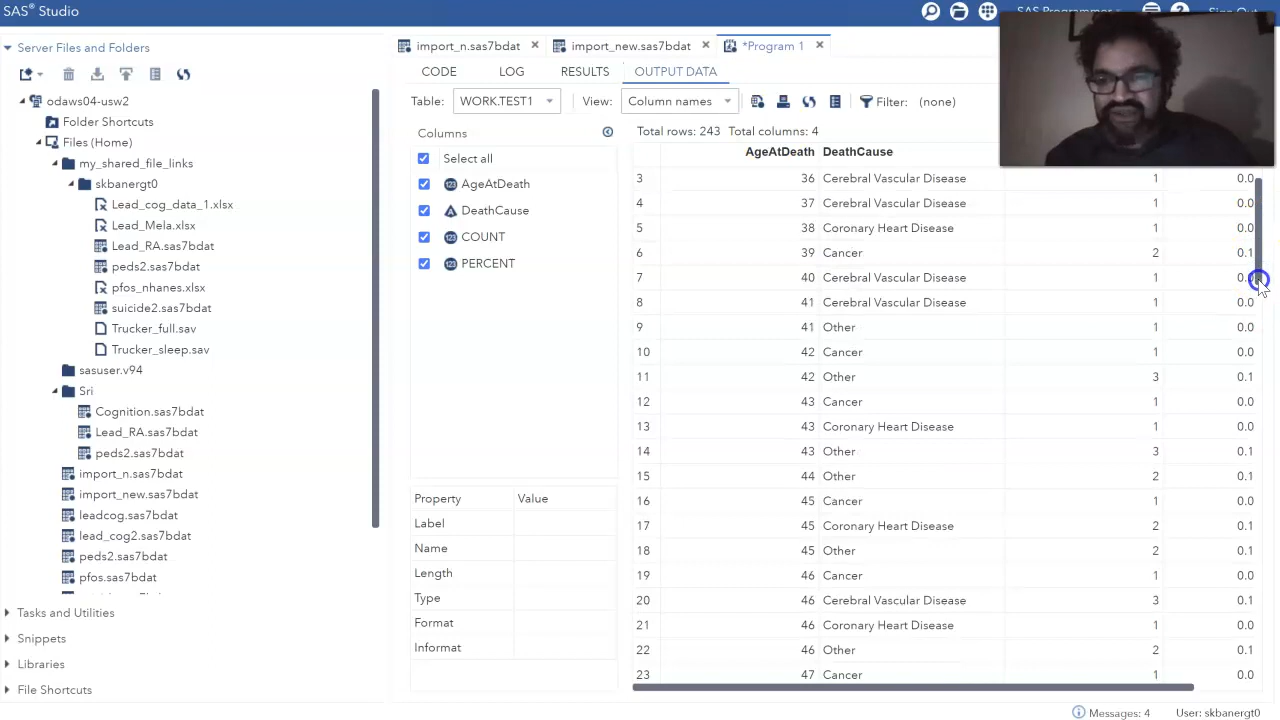 SAS® Studio
SAS Programmer
Sign Out
Server Files and Folders
odaws04-usw2
Folder Shortcuts
Files (Home)
my_shared_file_links
skbanergt0
Lead_cog_data_1.xlsx
Lead_Mela.xlsx
Lead_RA.sas7bdat
peds2.sas7bdat
pfos_nhanes.xlsx
suicide2.sas7bdat
Trucker_full.sav
Trucker_sleep.sav
sasuser.v94
Sri
Cognition.sas7bdat
Lead_RA.sas7bdat
peds2.sas7bdat
import_n.sas7bdat
import_new.sas7bdat
leadcog.sas7bdat
lead_cog2.sas7bdat
peds2.sas7bdat
pfos.sas7bdat
Tasks and Utilities
Snippets
Libraries
File Shortcuts
import_n.sas7bdat
import_new.sas7bdat
*Program 1
CODE LOG RESULTS OUTPUT DATA
Table: WORK.TEST1 View: Column names Filter: (none)
Columns
Select all
AgeAtDeath
DeathCause
COUNT
PERCENT
Property Value
Label
Name
Length
Type
Format
Informat
Total rows: 243 Total columns: 4
AgeAtDeath DeathCause
3 36 Cerebral Vascular Disease 1 0.0
4 37 Cerebral Vascular Disease 1 0.0
5 38 Coronary Heart Disease 1 0.0
6 39 Cancer 2 0.1
7 40 Cerebral Vascular Disease 1 0.0
8 41 Cerebral Vascular Disease 1 0.0
9 41 Other 1 0.0
10 42 Cancer 1 0.0
11 42 Other 3 0.1
12 43 Cancer 1 0.0
13 43 Coronary Heart Disease 1 0.0
14 43 Other 3 0.1
15 44 Other 2 0.1
16 45 Cancer 1 0.0
17 45 Coronary Heart Disease 2 0.1
18 45 Other 2 0.1
19 46 Cancer 1 0.0
20 46 Cerebral Vascular Disease 3 0.1
21 46 Coronary Heart Disease 1 0.0
22 46 Other 2 0.1
23 47 Cancer 1 0.0
Messages: 4 User: skbanergt0